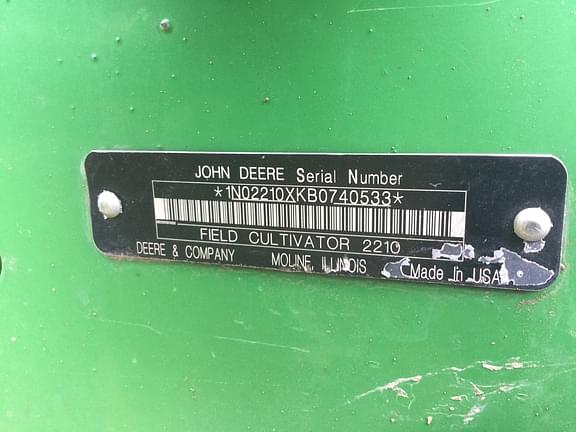 JOHN DEERE Serial Number
*1N02210XKB0740533*
FIELD CULTIVATOR 2210
DEERE & COMPANY MOLINE, ILLINOIS Made In USA